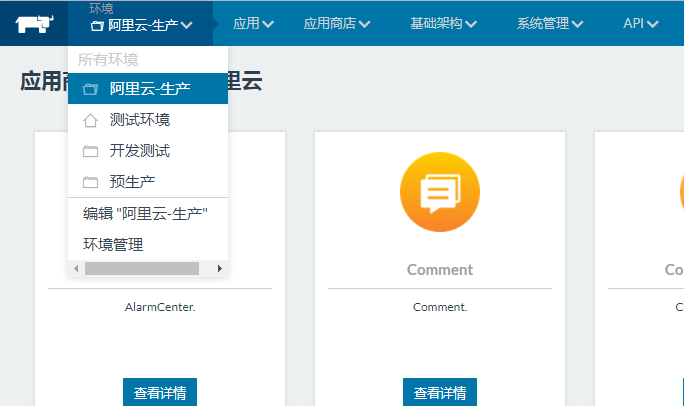 环境
阿里云-生产
应用
应用商店
基础架构
系统管理
API
所有环境
阿里云-生产
测试环境
开发测试
预生产
编辑 "阿里云-生产"
环境管理
应用
里云
AlarmCenter.
查看详情
Comment
Comment.
查看详情
Co
C